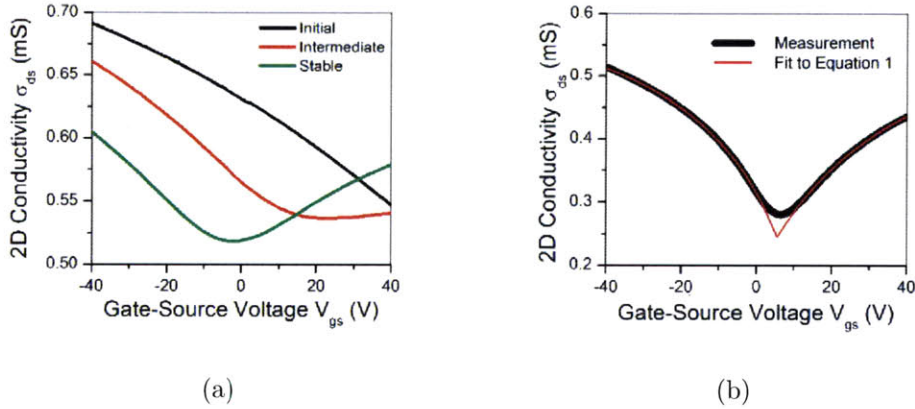 0.70
0.65
0.60
0.55
0.50
2D Conductivity σds (mS)
Initial
Intermediate
Stable
-40 -20 0 20 40
Gate-Source Voltage Vgs (V)
(a)
0.6
0.5
0.4
0.3
0.2
2D Conductivity σds (mS)
Measurement
Fit to Equation 1
-40 -20 0 20 40
Gate-Source Voltage Vgs (V)
(b)